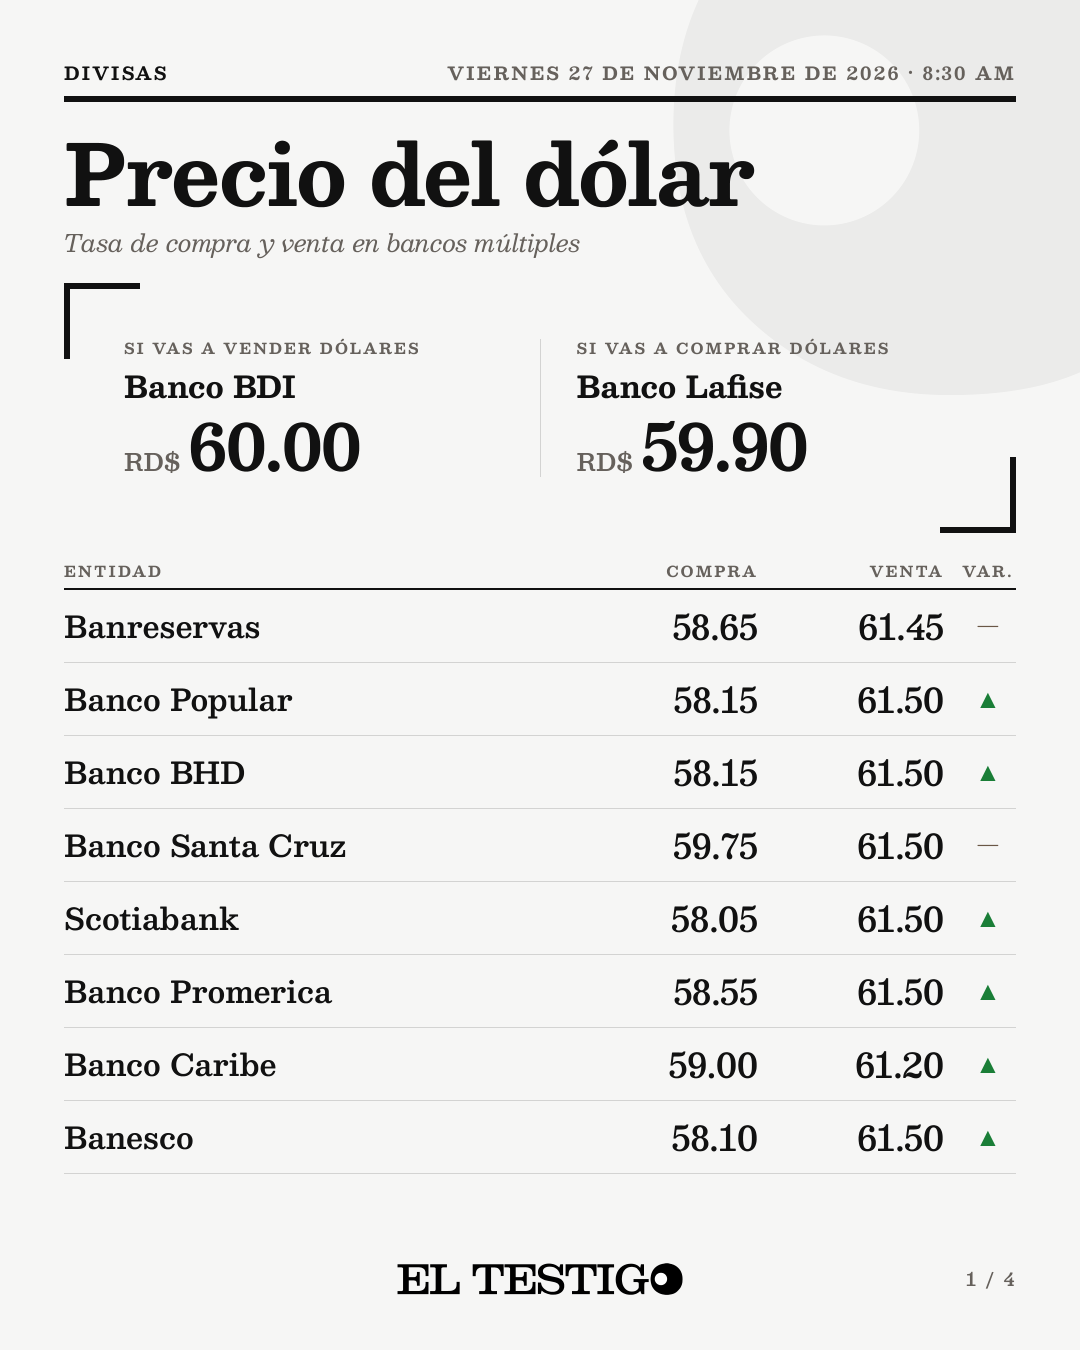 DIVISAS
VIERNES 27 DE NOVIEMBRE DE 2026 · 8:30 AM
Precio del dólar
Tasa de compra y venta en bancos múltiples
SI VAS A VENDER DÓLARES
Banco BDI
RD$ 60.00
SI VAS A COMPRAR DÓLARES
Banco Lafise
RD$ 59.90
ENTIDAD COMPRA VENTA VAR.
Banreservas 58.65 61.45 —
Banco Popular 58.15 61.50 ▲
Banco BHD 58.15 61.50 ▲
Banco Santa Cruz 59.75 61.50 —
Scotiabank 58.05 61.50 ▲
Banco Promerica 58.55 61.50 ▲
Banco Caribe 59.00 61.20 ▲
Banesco 58.10 61.50 ▲
EL TESTIGO
1 / 4